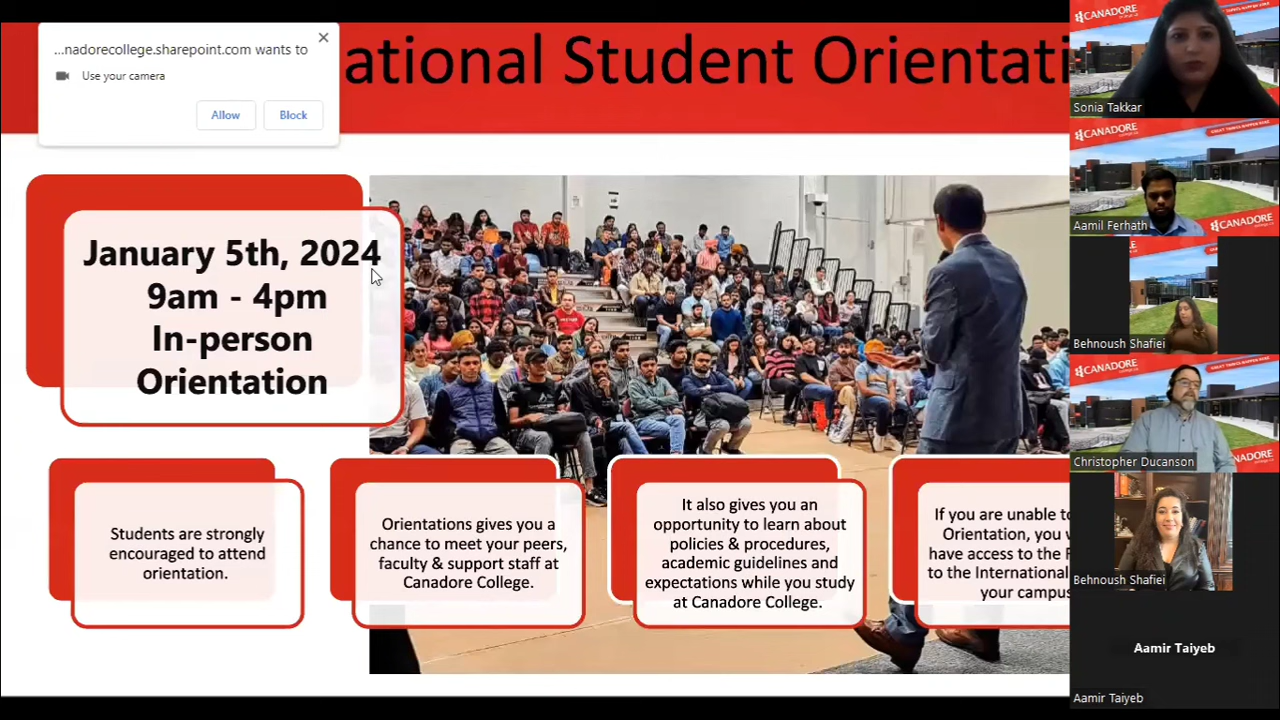 ...nadorecollege.sharepoint.com wants to
Use your camera
Allow
Block
ational Student Orientati
January 5th, 2024
9am - 4pm
In-person
Orientation
Students are strongly
encouraged to attend
orientation.
Orientations gives you a
chance to meet your peers,
faculty & support staff at
Canadore College.
It also gives you an
opportunity to learn about
policies & procedures,
academic guidelines and
expectations while you study
at Canadore College.
If you are unable to
Orientation, you
have access to the
to the International
your campus
CANADORE
Sonia Takkar
CANADORE
Aamil Ferhath
CANADORE
Behnoush Shafiei
CANADORE
Christopher Ducanson
Behnoush Shafiei
Aamir Taiyeb
Aamir Taiyeb